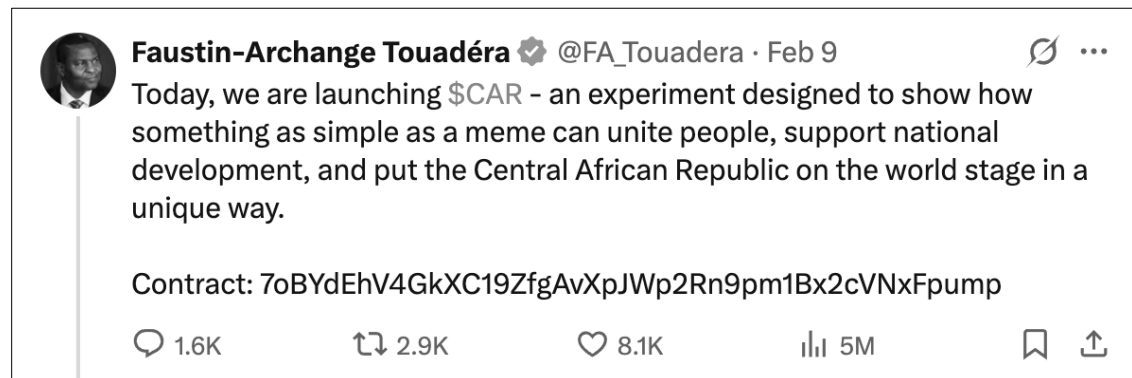 Faustin-Archange Touadéra @FA_Touadera · Feb 9
Today, we are launching $CAR - an experiment designed to show how
something as simple as a meme can unite people, support national
development, and put the Central African Republic on the world stage in a
unique way.
Contract: 7oBYdEhV4GkXC19ZfgAvXpJWp2Rn9pm1Bx2cVNxFpump
1.6K 2.9K 8.1K 5M